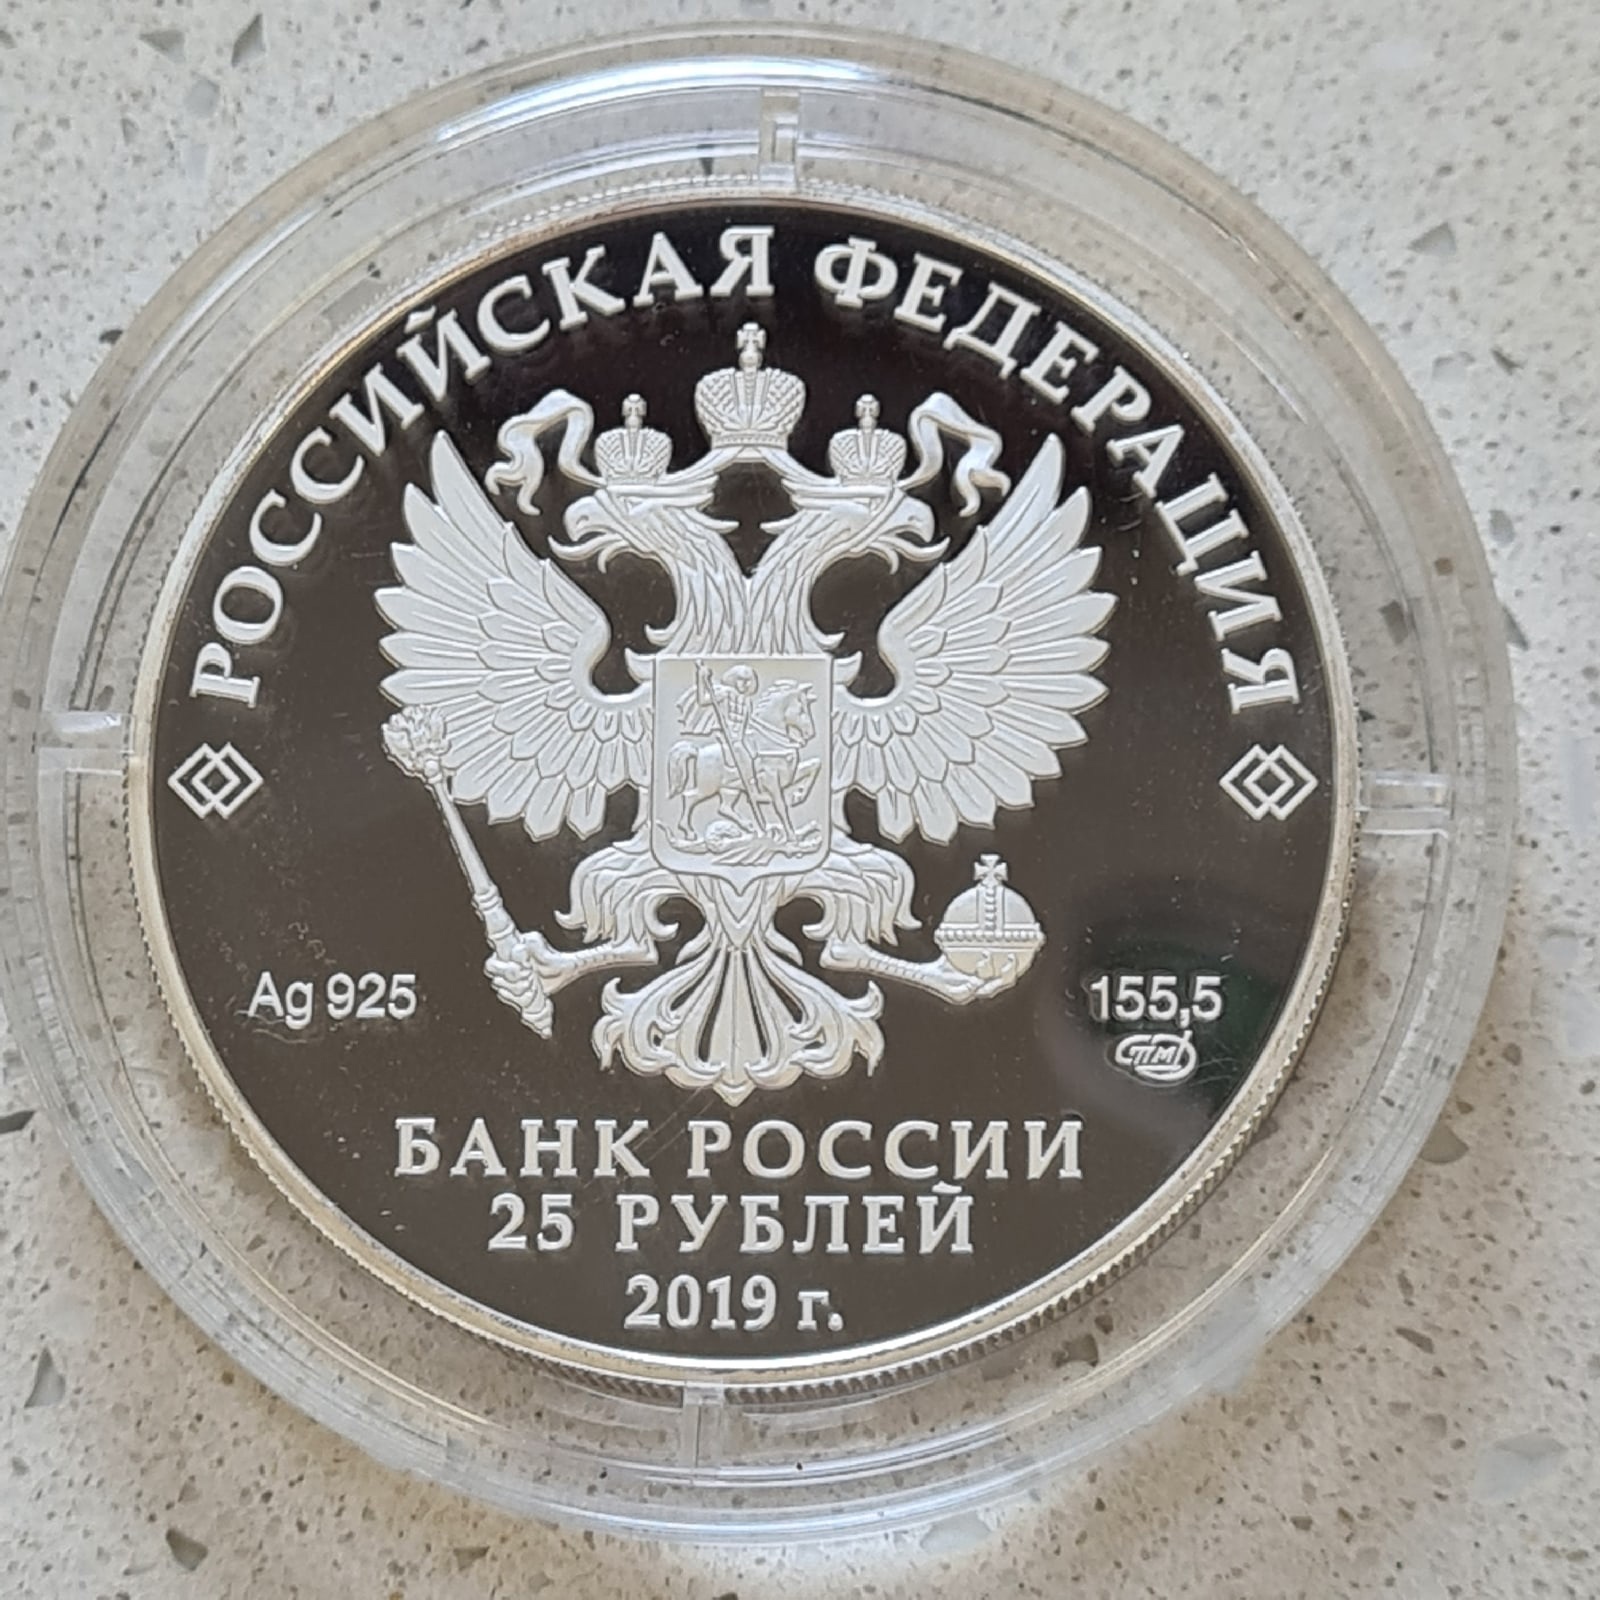 РОССИЙСКАЯ ФЕДЕРАЦИЯ
Ag 925
155,5
СПМД
БАНК РОССИИ
25 РУБЛЕЙ
2019 г.